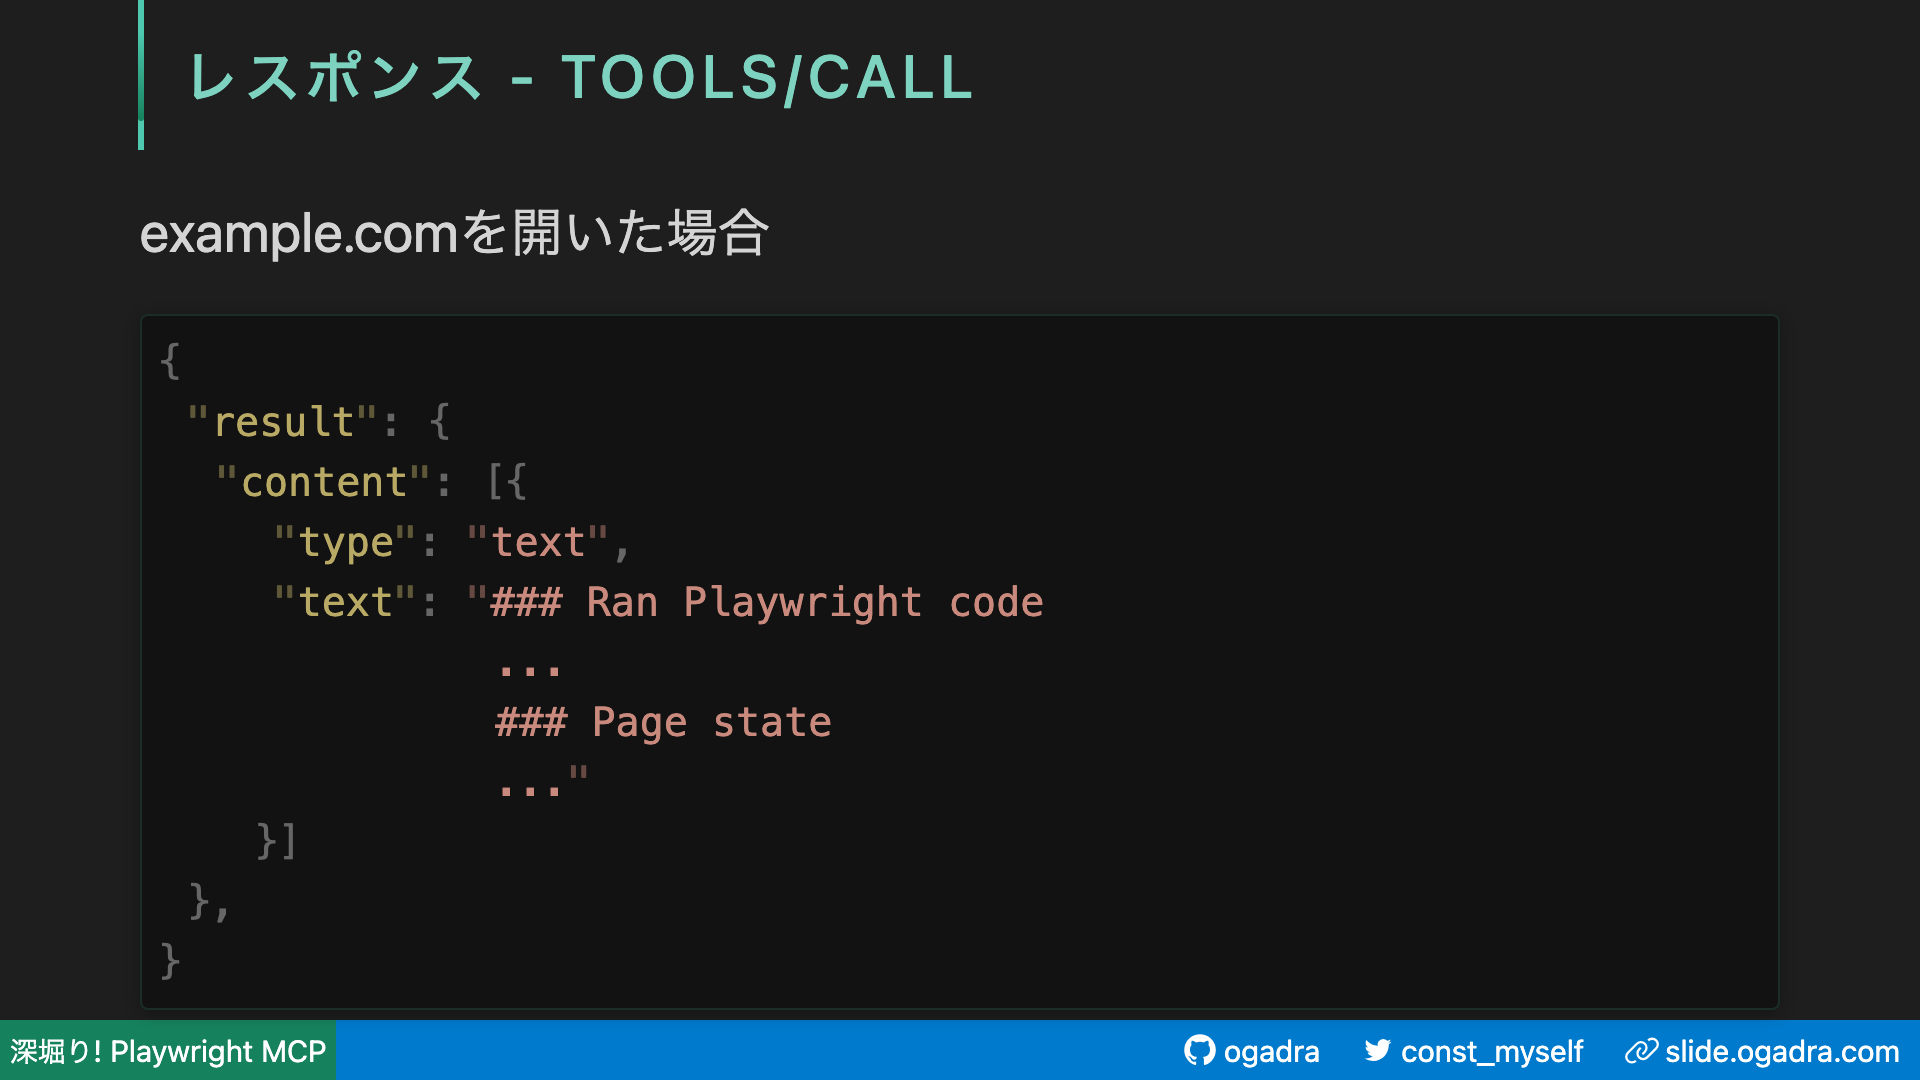 レスポンス - TOOLS/CALL
example.comを開いた場合
{
"result": {
"content": [{
"type": "text",
"text": "### Ran Playwright code
...
### Page state
..."
}]
},
}
深堀り! Playwright MCP
ogadra
const_myself
slide.ogadra.com